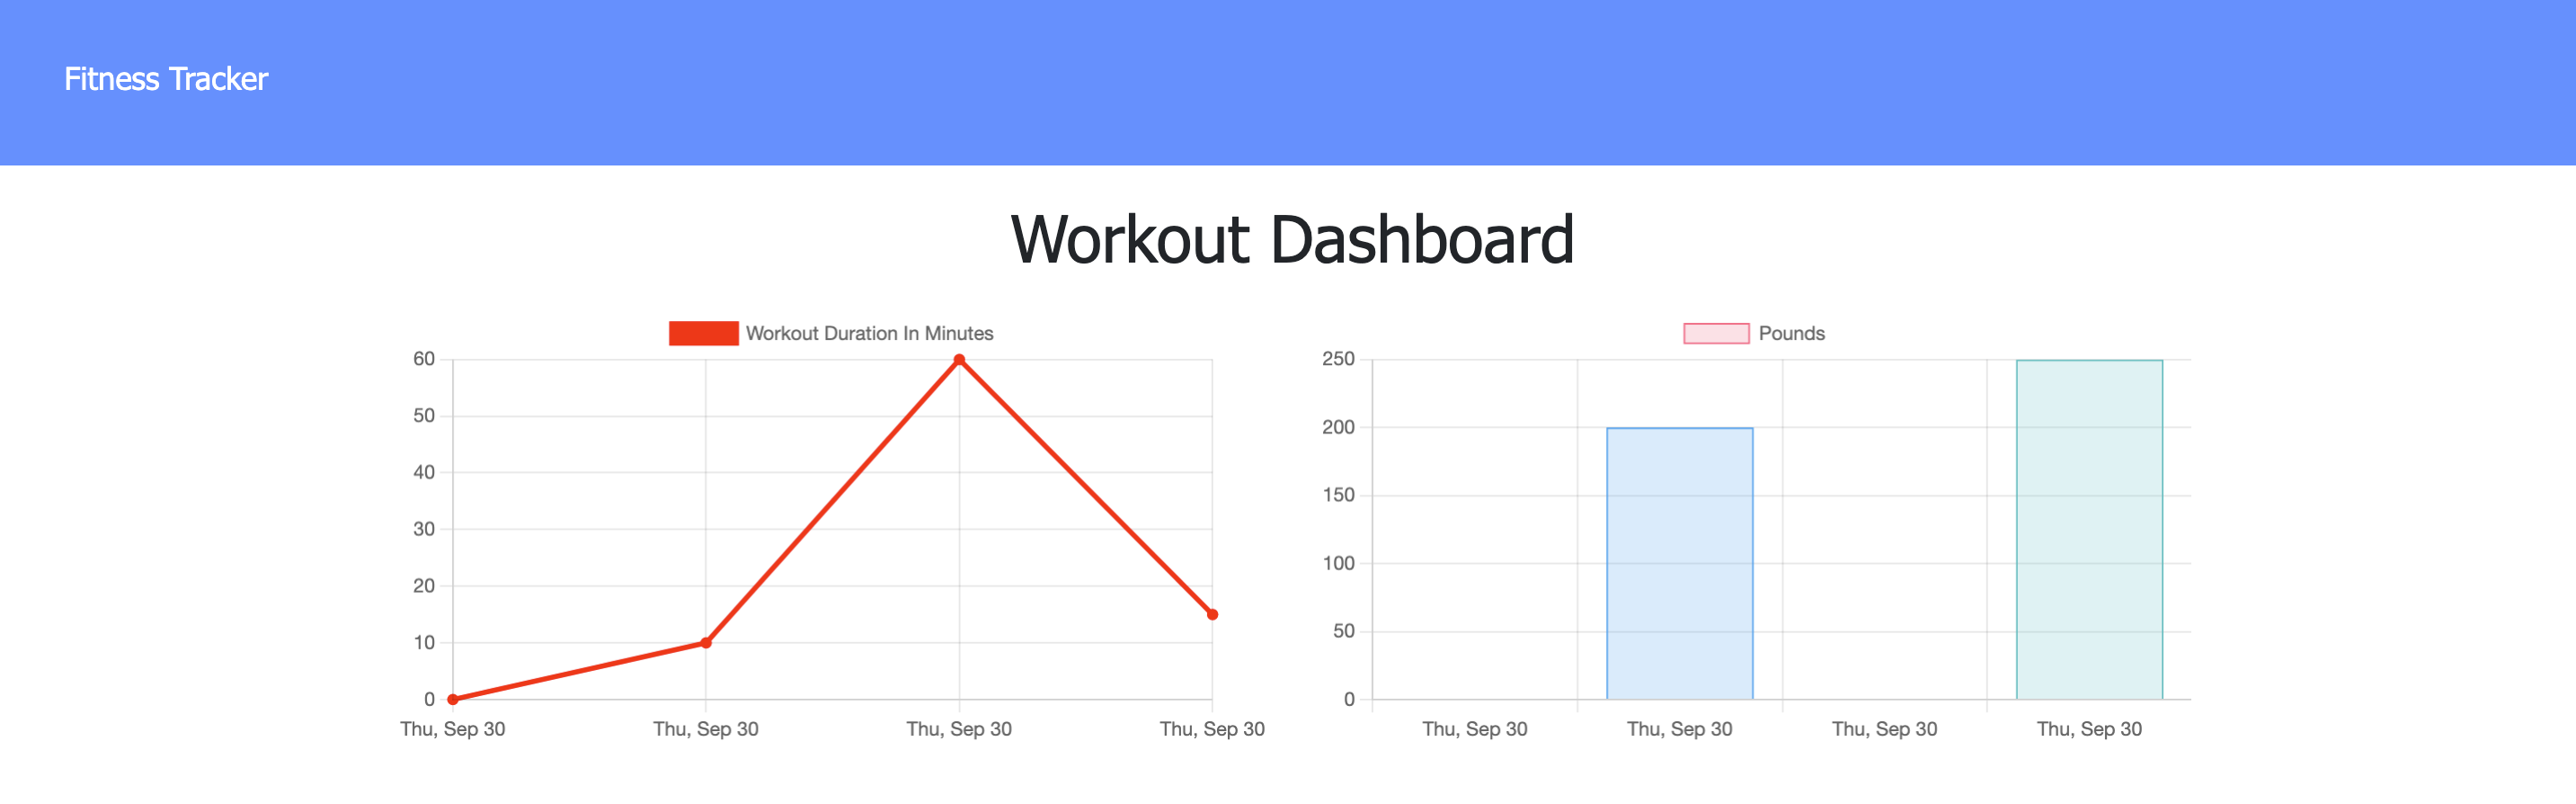 Fitness Tracker
Workout Dashboard
Workout Duration In Minutes
60
50
40
30
20
10
0
Thu, Sep 30 Thu, Sep 30 Thu, Sep 30 Thu, Sep 30
Pounds
250
200
150
100
50
0
Thu, Sep 30 Thu, Sep 30 Thu, Sep 30 Thu, Sep 30